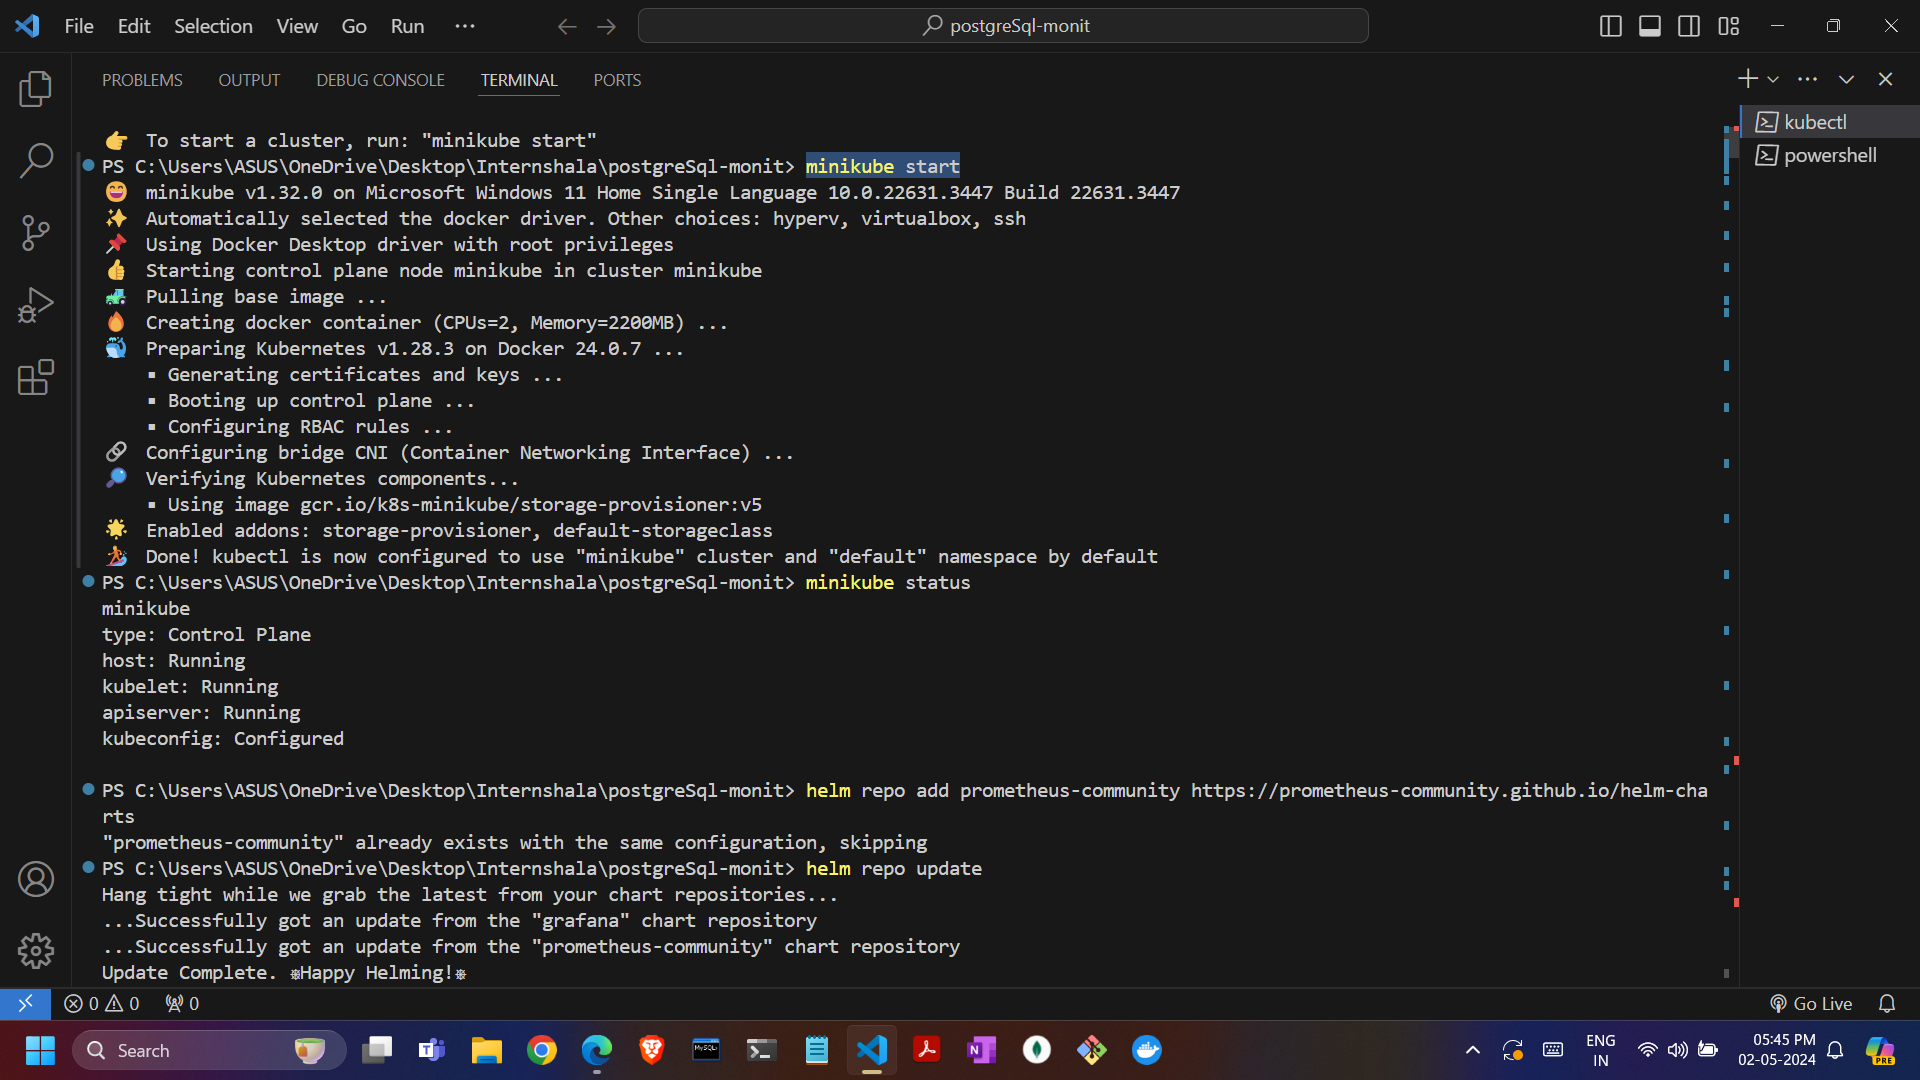 File Edit Selection View Go Run ...
postgreSql-monit
PROBLEMS OUTPUT DEBUG CONSOLE TERMINAL PORTS
kubectl
powershell
👉 To start a cluster, run: "minikube start"
PS C:\Users\ASUS\OneDrive\Desktop\Internshala\postgreSql-monit> minikube start
😄 minikube v1.32.0 on Microsoft Windows 11 Home Single Language 10.0.22631.3447 Build 22631.3447
✨ Automatically selected the docker driver. Other choices: hyperv, virtualbox, ssh
📌 Using Docker Desktop driver with root privileges
👍 Starting control plane node minikube in cluster minikube
🚜 Pulling base image ...
🔥 Creating docker container (CPUs=2, Memory=2200MB) ...
🐳 Preparing Kubernetes v1.28.3 on Docker 24.0.7 ...
▪ Generating certificates and keys ...
▪ Booting up control plane ...
▪ Configuring RBAC rules ...
🔗 Configuring bridge CNI (Container Networking Interface) ...
🔎 Verifying Kubernetes components...
▪ Using image gcr.io/k8s-minikube/storage-provisioner:v5
🌟 Enabled addons: storage-provisioner, default-storageclass
🏄 Done! kubectl is now configured to use "minikube" cluster and "default" namespace by default
PS C:\Users\ASUS\OneDrive\Desktop\Internshala\postgreSql-monit> minikube status
minikube
type: Control Plane
host: Running
kubelet: Running
apiserver: Running
kubeconfig: Configured
PS C:\Users\ASUS\OneDrive\Desktop\Internshala\postgreSql-monit> helm repo add prometheus-community https://prometheus-community.github.io/helm-cha
rts
"prometheus-community" already exists with the same configuration, skipping
PS C:\Users\ASUS\OneDrive\Desktop\Internshala\postgreSql-monit> helm repo update
Hang tight while we grab the latest from your chart repositories...
...Successfully got an update from the "grafana" chart repository
...Successfully got an update from the "prometheus-community" chart repository
Update Complete. ⎈Happy Helming!⎈
0 0 0
Go Live
Search
MySQL
ENG
IN
05:45 PM
02-05-2024
PRE